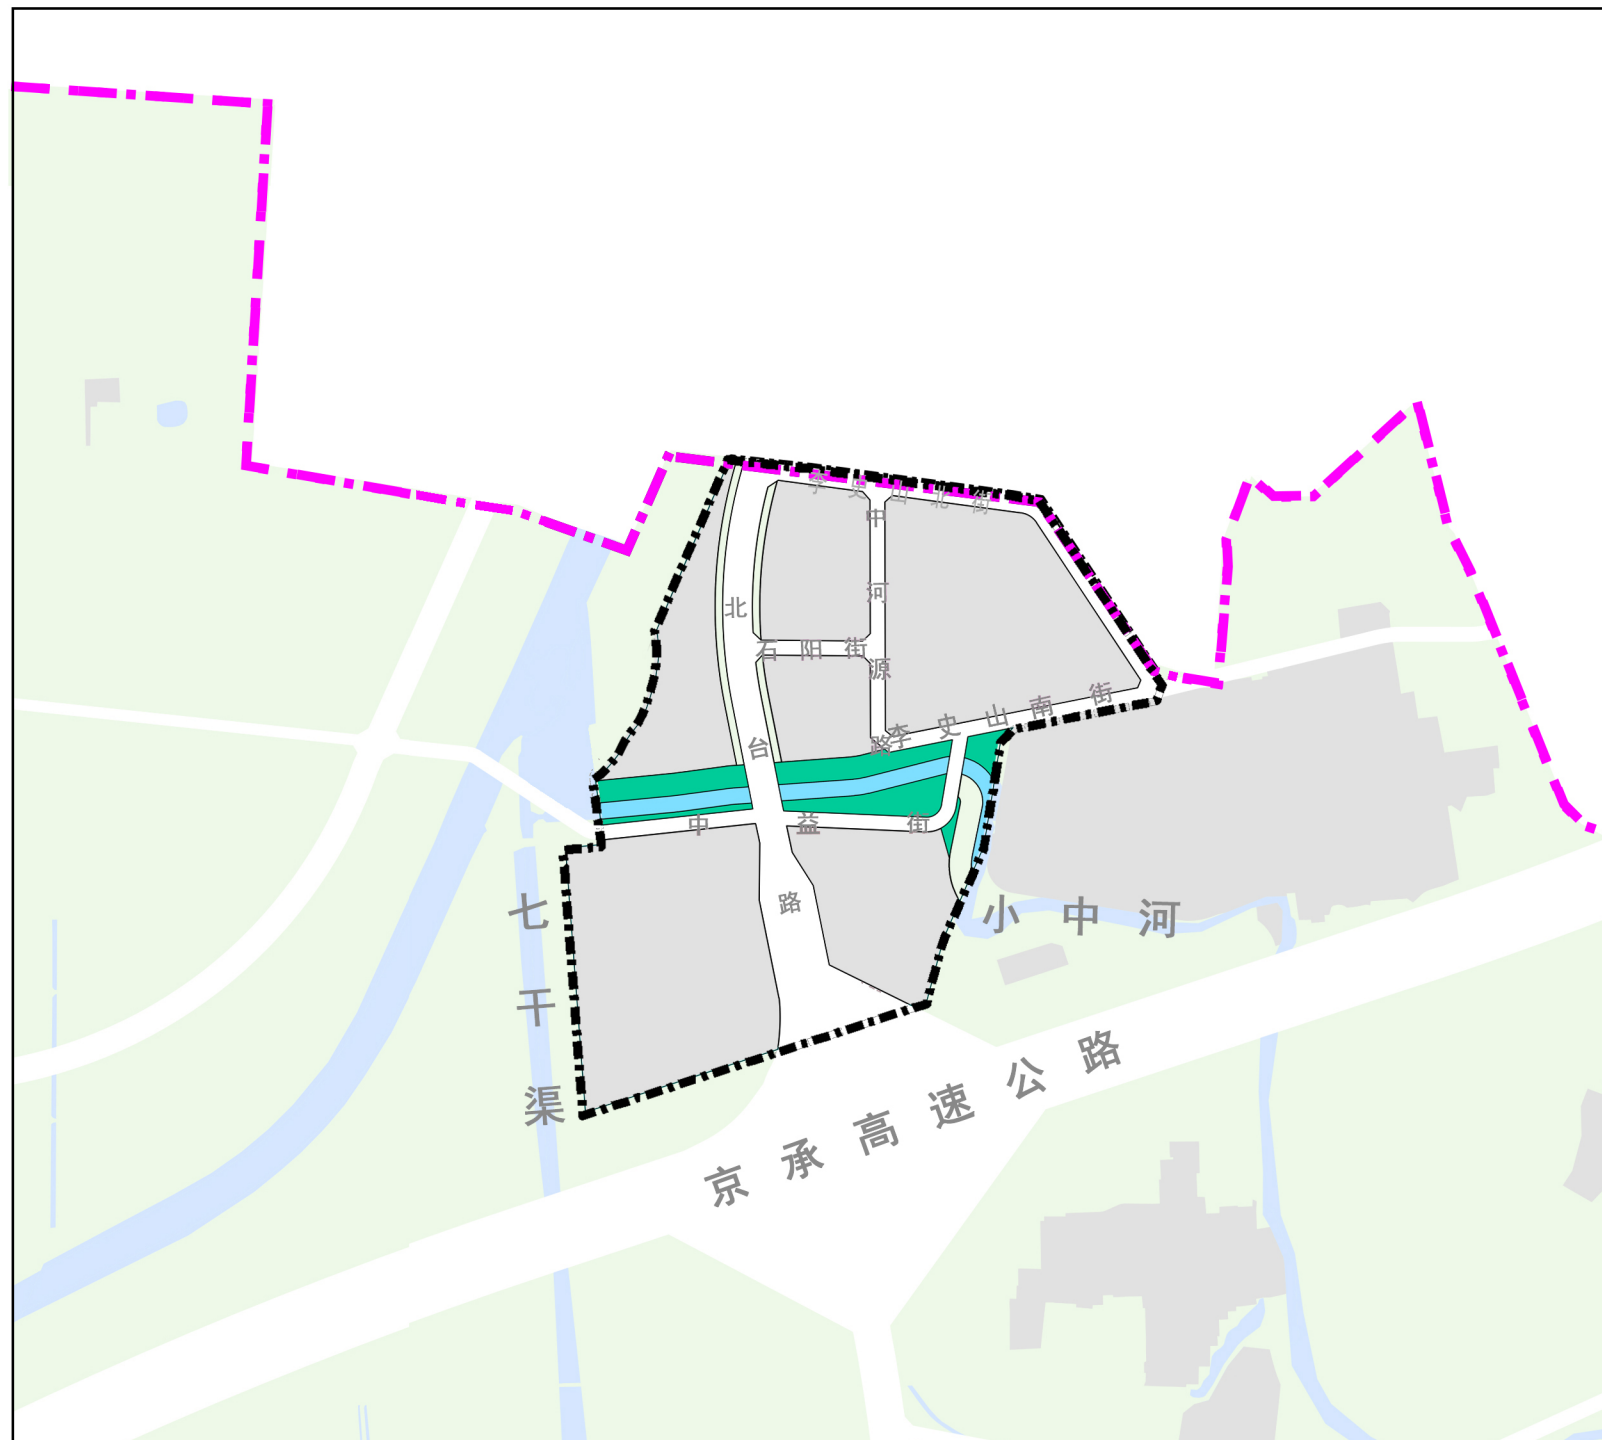 李史山北街
中河源路
北台路
石阳街
李史山南街
中益街
七干渠
小中河
京承高速公路